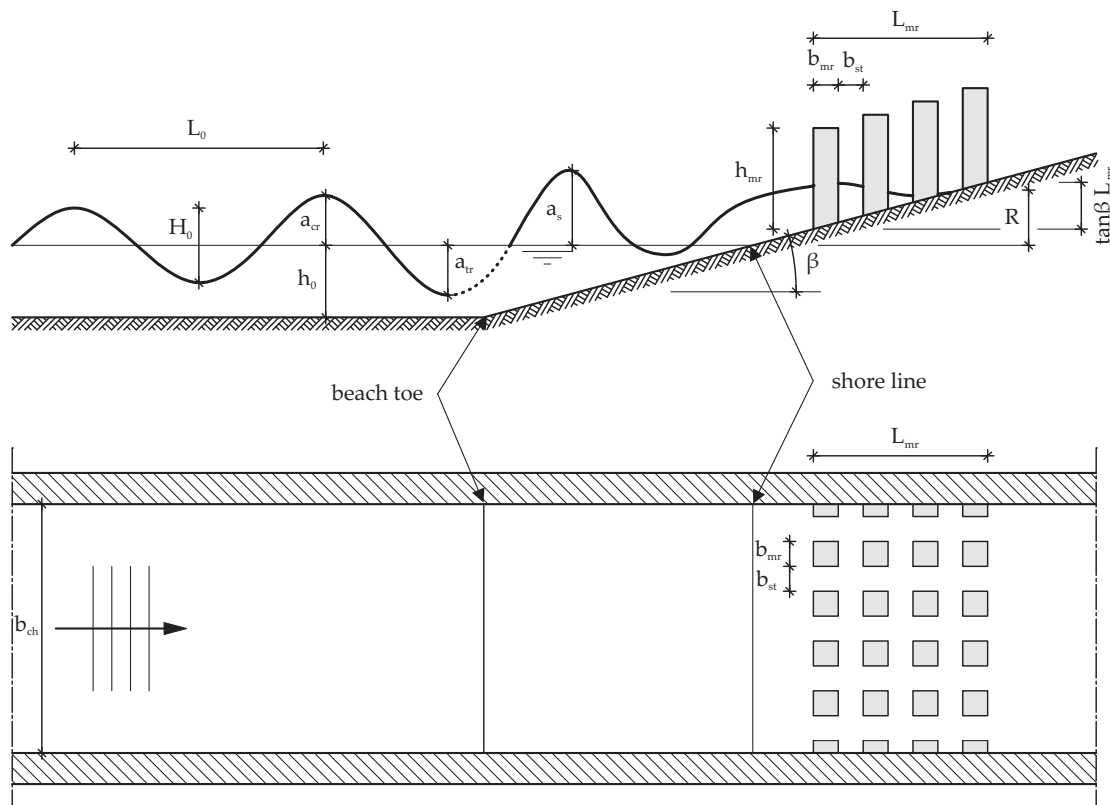 L_mr
b_mr b_st
L_0
h_mr
H_0
a_cr
a_s
R
tanβ L_mr
a_tr
β
h_0
beach toe
shore line
L_mr
b_mr
b_st
b_ch